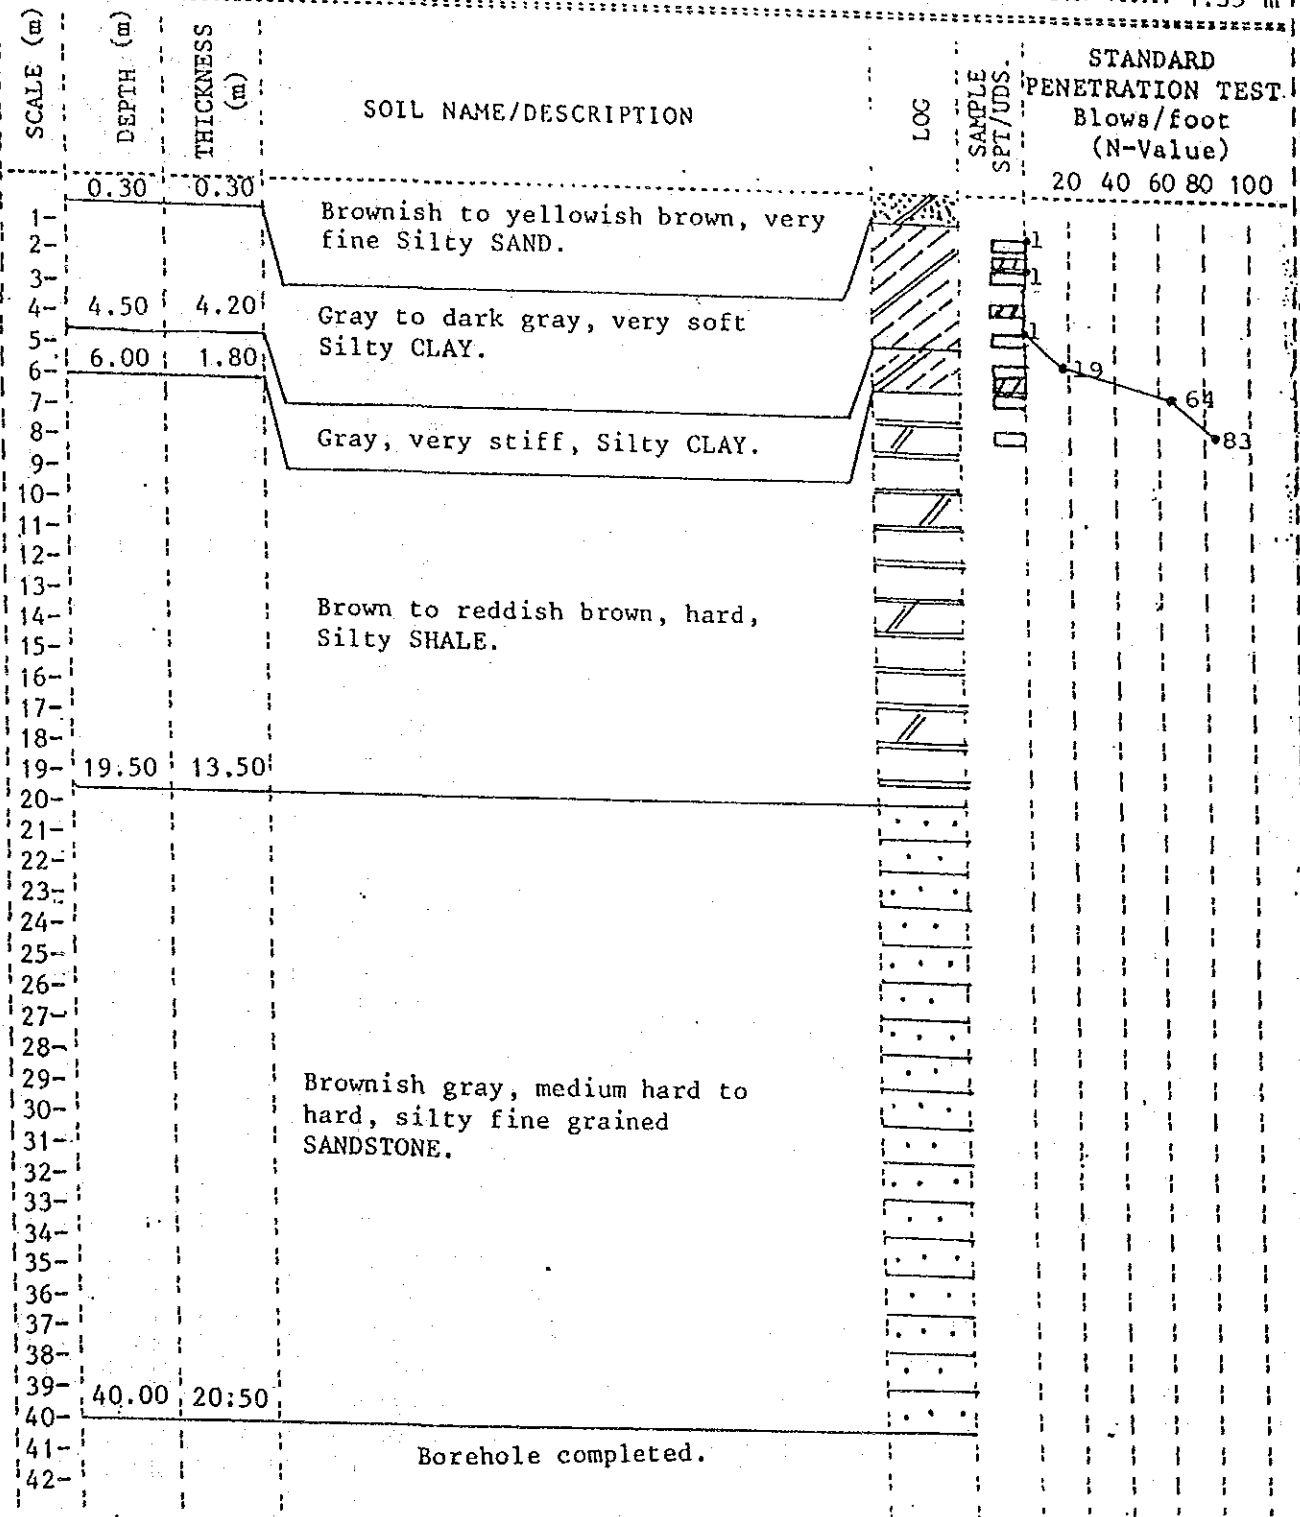 1.55 m
SCALE (m)
DEPTH (m)
THICKNESS (m)
SOIL NAME/DESCRIPTION
LOG
SAMPLE SPT/UDS.
STANDARD
PENETRATION TEST
Blows/foot
(N-Value)
20 40 60 80 100
0.30 0.30
Brownish to yellowish brown, very
fine Silty SAND.
1-
2-
1
3-
1
4-
4.50 4.20
Gray to dark gray, very soft
Silty CLAY.
5-
1
6.00 1.80
6-
19
7-
64
8-
Gray, very stiff, Silty CLAY.
83
9-
10-
11-
12-
13-
14-
Brown to reddish brown, hard,
Silty SHALE.
15-
16-
17-
18-
19-
19.50 13.50
20-
21-
22-
23-
24-
25-
26-
27-
28-
29-
Brownish gray, medium hard to
30-
hard, silty fine grained
31-
SANDSTONE.
32-
33-
34-
35-
36-
37-
38-
39-
40.00 20:50
40-
41-
Borehole completed.
42-